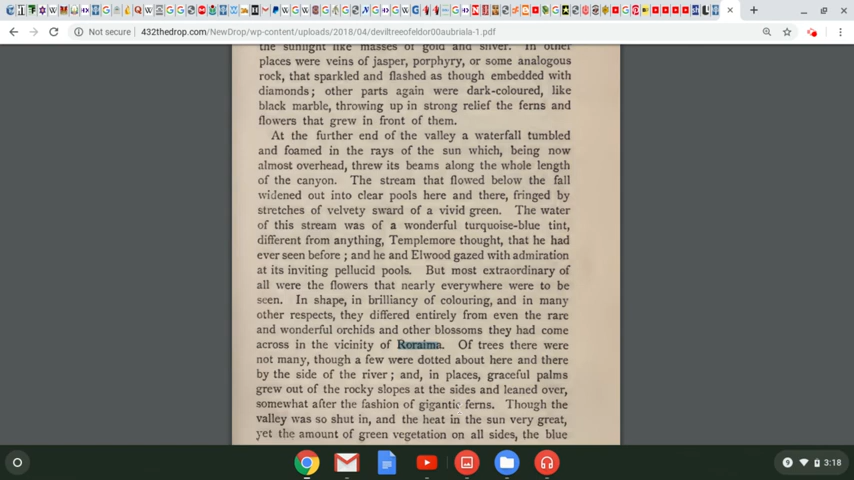 Not secure | 432thedrop.com/NewDrop/wp-content/uploads/2018/04/deviltreeofeldor00aubriala-1.pdf
the sunlight like masses of gold and silver. In other
places were veins of jasper, porphyry, or some analogous
rock, that sparkled and flashed as though embedded with
diamonds; other parts again were dark-coloured, like
black marble, throwing up in strong relief the ferns and
flowers that grew in front of them.
At the further end of the valley a waterfall tumbled
and foamed in the rays of the sun which, being now
almost overhead, threw its beams along the whole length
of the canyon. The stream that flowed below the fall
widened out into clear pools here and there, fringed by
stretches of velvety sward of a vivid green. The water
of this stream was of a wonderful turquoise-blue tint,
different from anything, Templemore thought, that he had
ever seen before; and he and Elwood gazed with admiration
at its inviting pellucid pools. But most extraordinary of
all were the flowers that nearly everywhere were to be
seen. In shape, in brilliancy of colouring, and in many
other respects, they differed entirely from even the rare
and wonderful orchids and other blossoms they had come
across in the vicinity of Roraima. Of trees there were
not many, though a few were dotted about here and there
by the side of the river; and, in places, graceful palms
grew out of the rocky slopes at the sides and leaned over,
somewhat after the fashion of gigantic ferns. Though the
valley was so shut in, and the heat in the sun very great,
yet the amount of green vegetation on all sides, the blue
9
3:18